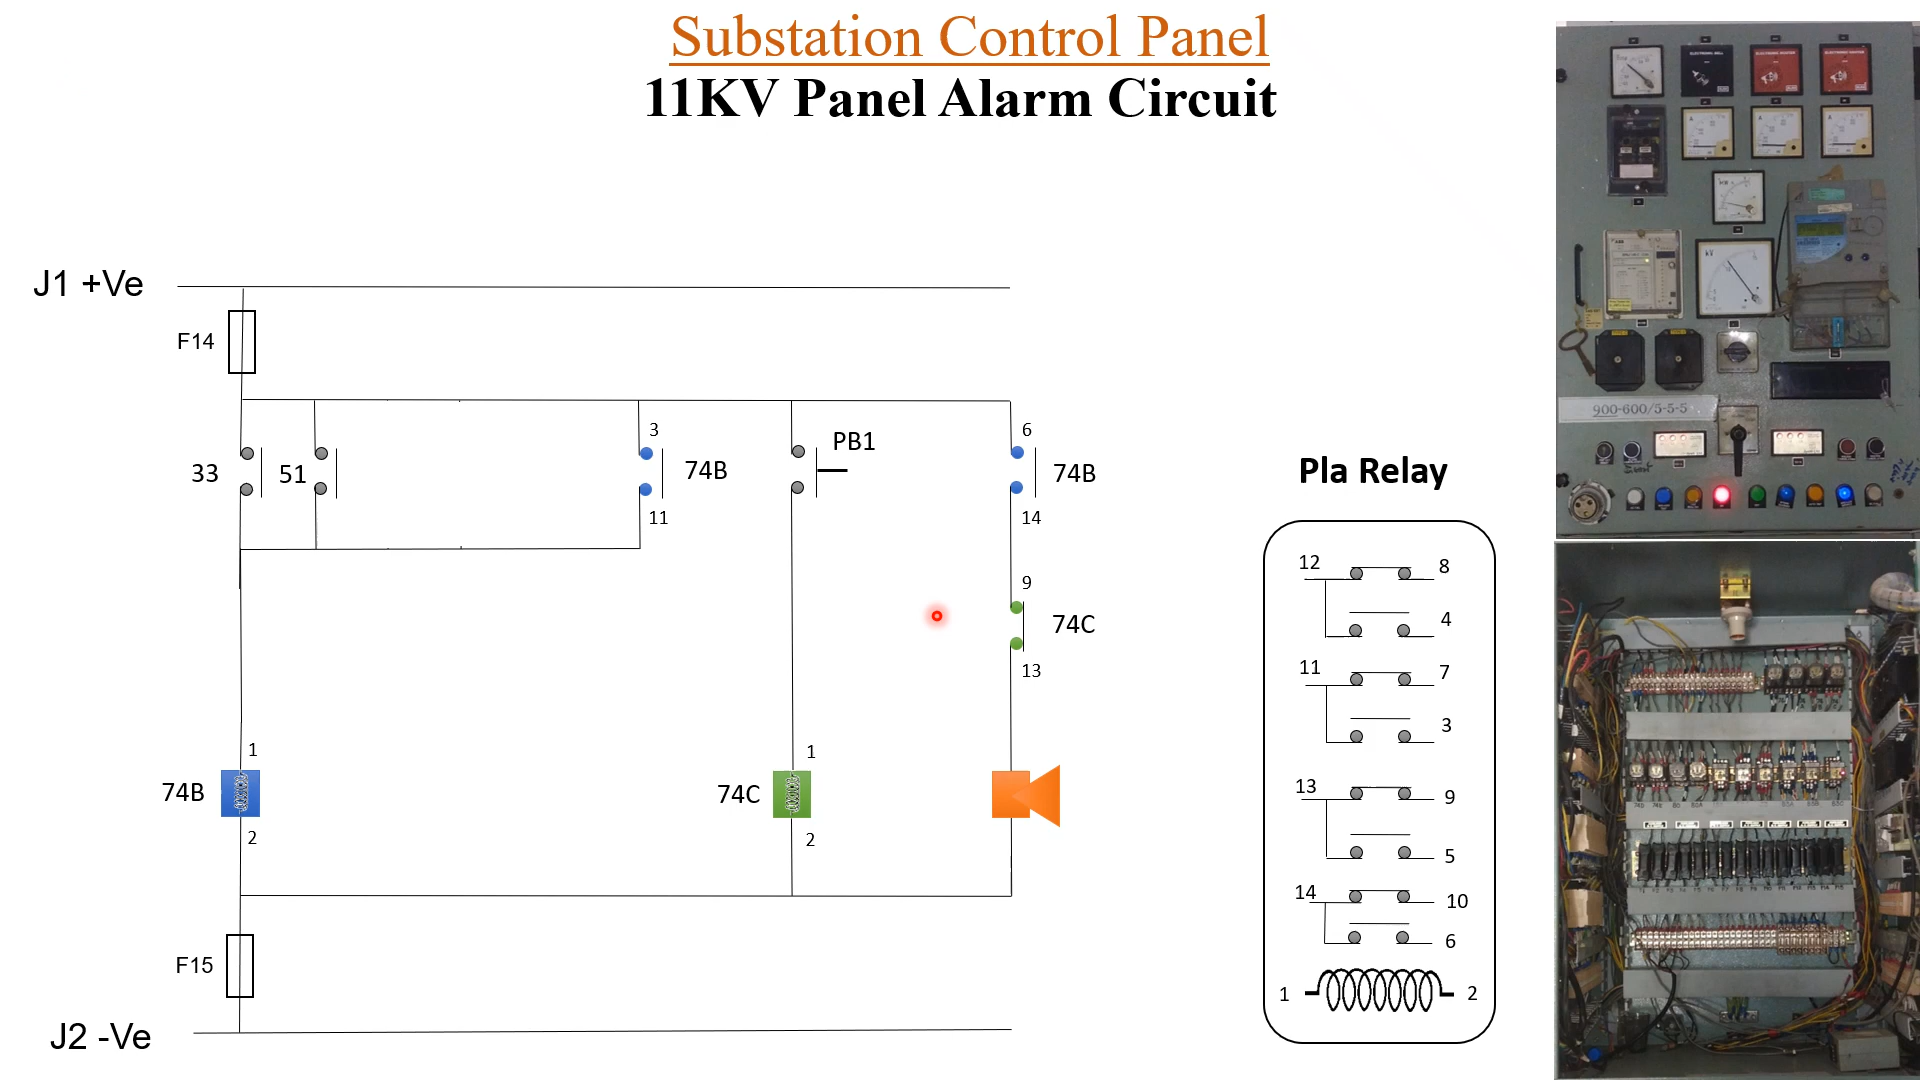 Substation Control Panel
11KV Panel Alarm Circuit
J1 +Ve
F14
33
51
3
74B
11
PB1
6
74B
14
9
74C
13
1
74B
2
1
74C
2
F15
J2 -Ve
Pla Relay
12
8
4
11
7
3
13
9
5
14
10
6
1
2
900-600/5-5-5
kV